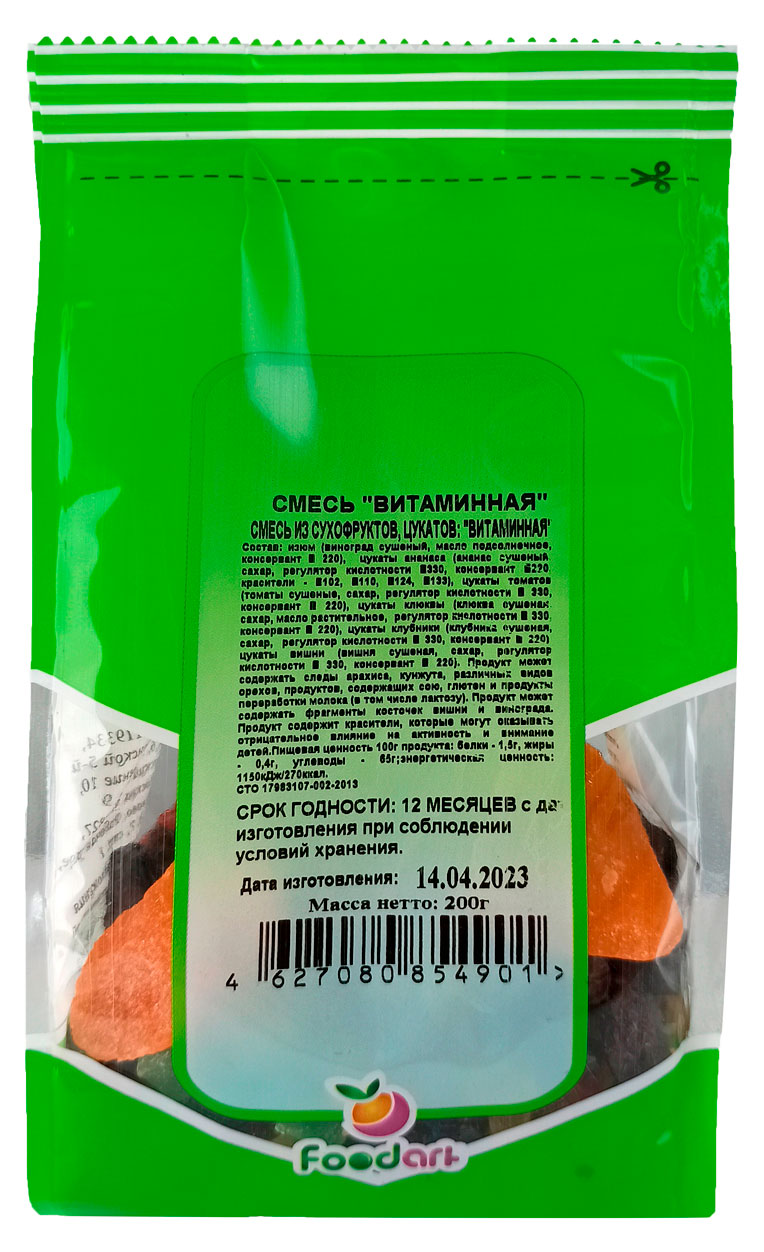 СМЕСЬ "ВИТАМИННАЯ"
СМЕСЬ ИЗ СУХОФРУКТОВ, ЦУКАТОВ: "ВИТАМИННАЯ"
Состав: изюм (виноград сушеный, масло подсолнечное,
консервант Е 220), цукаты ананаса (ананас сушеный,
сахар, регулятор кислотности Е330, консервант Е220
красители - Е102, Е110, Е124, Е133), цукаты томатов
(томаты сушеные, сахар, регулятор кислотности Е 330,
консервант Е 220), цукаты клюквы (клюква сушеная,
сахар, масло растительное, регулятор кислотности Е 330,
консервант Е 220), цукаты клубники (клубника сушеная,
сахар, регулятор кислотности Е 330, консервант Е 220)
цукаты вишни (вишня сушеная, сахар, регулятор
кислотности Е 330, консервант Е 220). Продукт может
содержать следы арахиса, кунжута, различных видов
орехов, продуктов, содержащих сою, глютен и продукты
переработки молока (в том числе лактозу). Продукт может
содержать фрагменты косточек вишни и винограда.
Продукт содержит красители, которые могут оказывать
отрицательное влияние на активность и внимание
детей.Пищевая ценность 100г продукта: белки - 1,5г, жиры
- 0,4г, углеводы - 65г;энергетическая ценность:
1150кДж/270ккал.
СТО 17983107-002-2013
СРОК ГОДНОСТИ: 12 МЕСЯЦЕВ с да
изготовления при соблюдении
условий хранения.
Дата изготовления: 14.04.2023
Масса нетто: 200г
4 627080 854901 >
Foodart